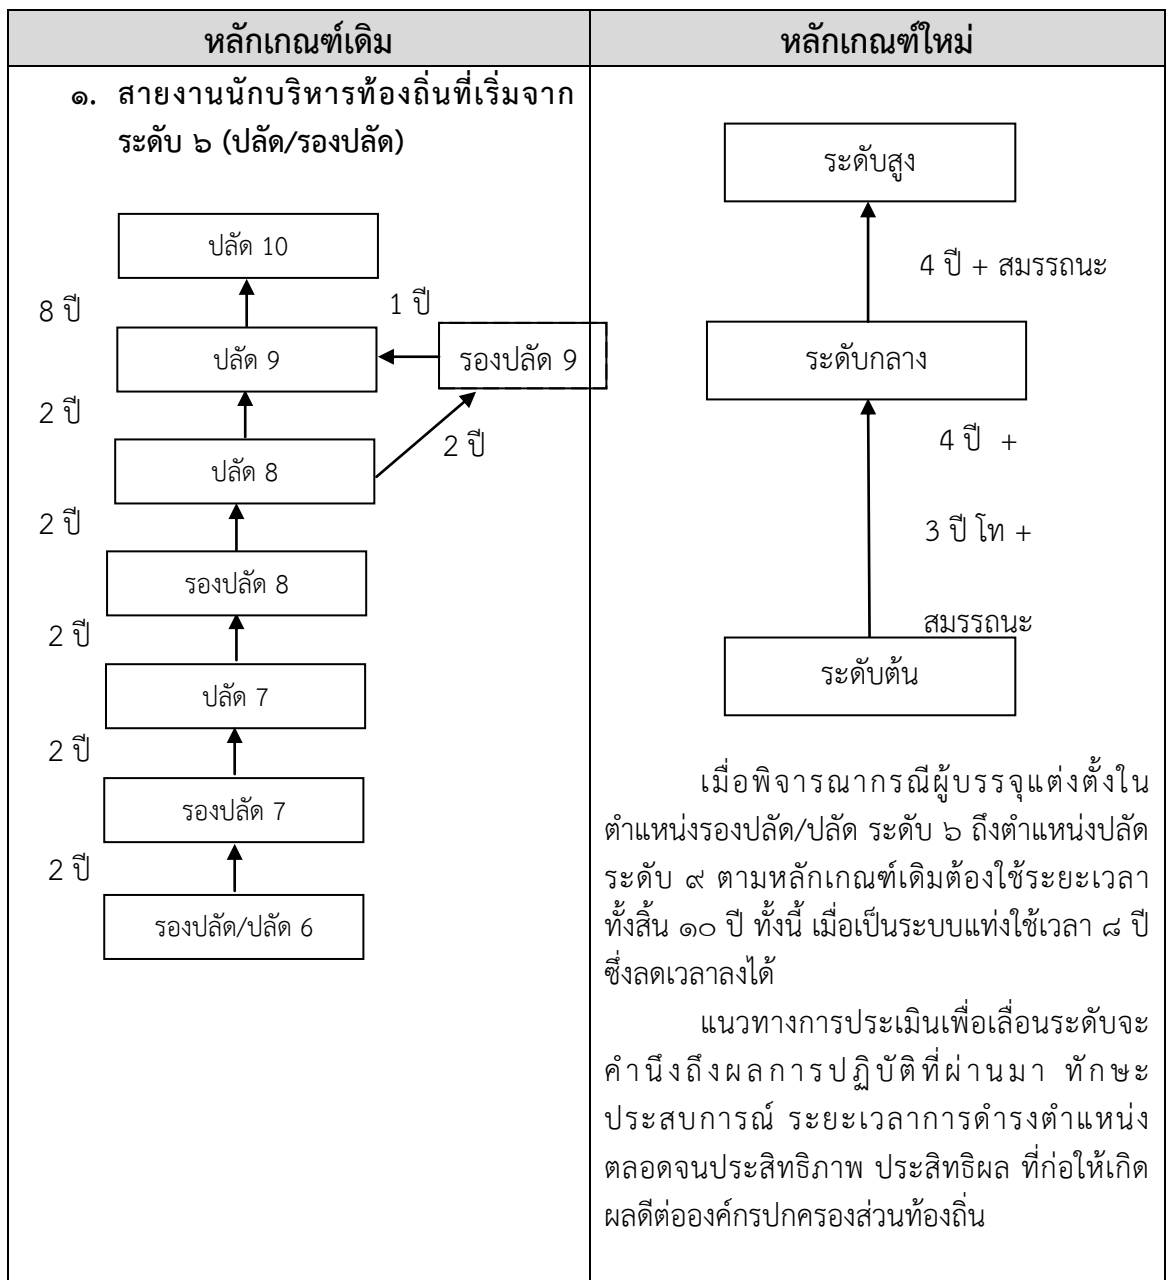 หลักเกณฑ์เดิม
หลักเกณฑ์ใหม่
๑. สายงานนักบริหารท้องถิ่นที่เริ่มจาก
ระดับ ๖ (ปลัด/รองปลัด)
ปลัด 10
8 ปี
1 ปี
ปลัด 9
รองปลัด 9
2 ปี
2 ปี
ปลัด 8
2 ปี
รองปลัด 8
2 ปี
ปลัด 7
2 ปี
รองปลัด 7
2 ปี
รองปลัด/ปลัด 6
ระดับสูง
4 ปี + สมรรถนะ
ระดับกลาง
4 ปี +
3 ปี โท +
สมรรถนะ
ระดับต้น
เมื่อพิจารณากรณีผู้บรรจุแต่งตั้งใน
ตำแหน่งรองปลัด/ปลัด ระดับ ๖ ถึงตำแหน่งปลัด
ระดับ ๙ ตามหลักเกณฑ์เดิมต้องใช้ระยะเวลา
ทั้งสิ้น ๑๐ ปี ทั้งนี้ เมื่อเป็นระบบแท่งใช้เวลา ๘ ปี
ซึ่งลดเวลาลงได้
แนวทางการประเมินเพื่อเลื่อนระดับจะ
คำนึงถึงผลการปฏิบัติที่ผ่านมา ทักษะ
ประสบการณ์ ระยะเวลาการดำรงตำแหน่ง
ตลอดจนประสิทธิภาพ ประสิทธิผล ที่ก่อให้เกิด
ผลดีต่อองค์กรปกครองส่วนท้องถิ่น